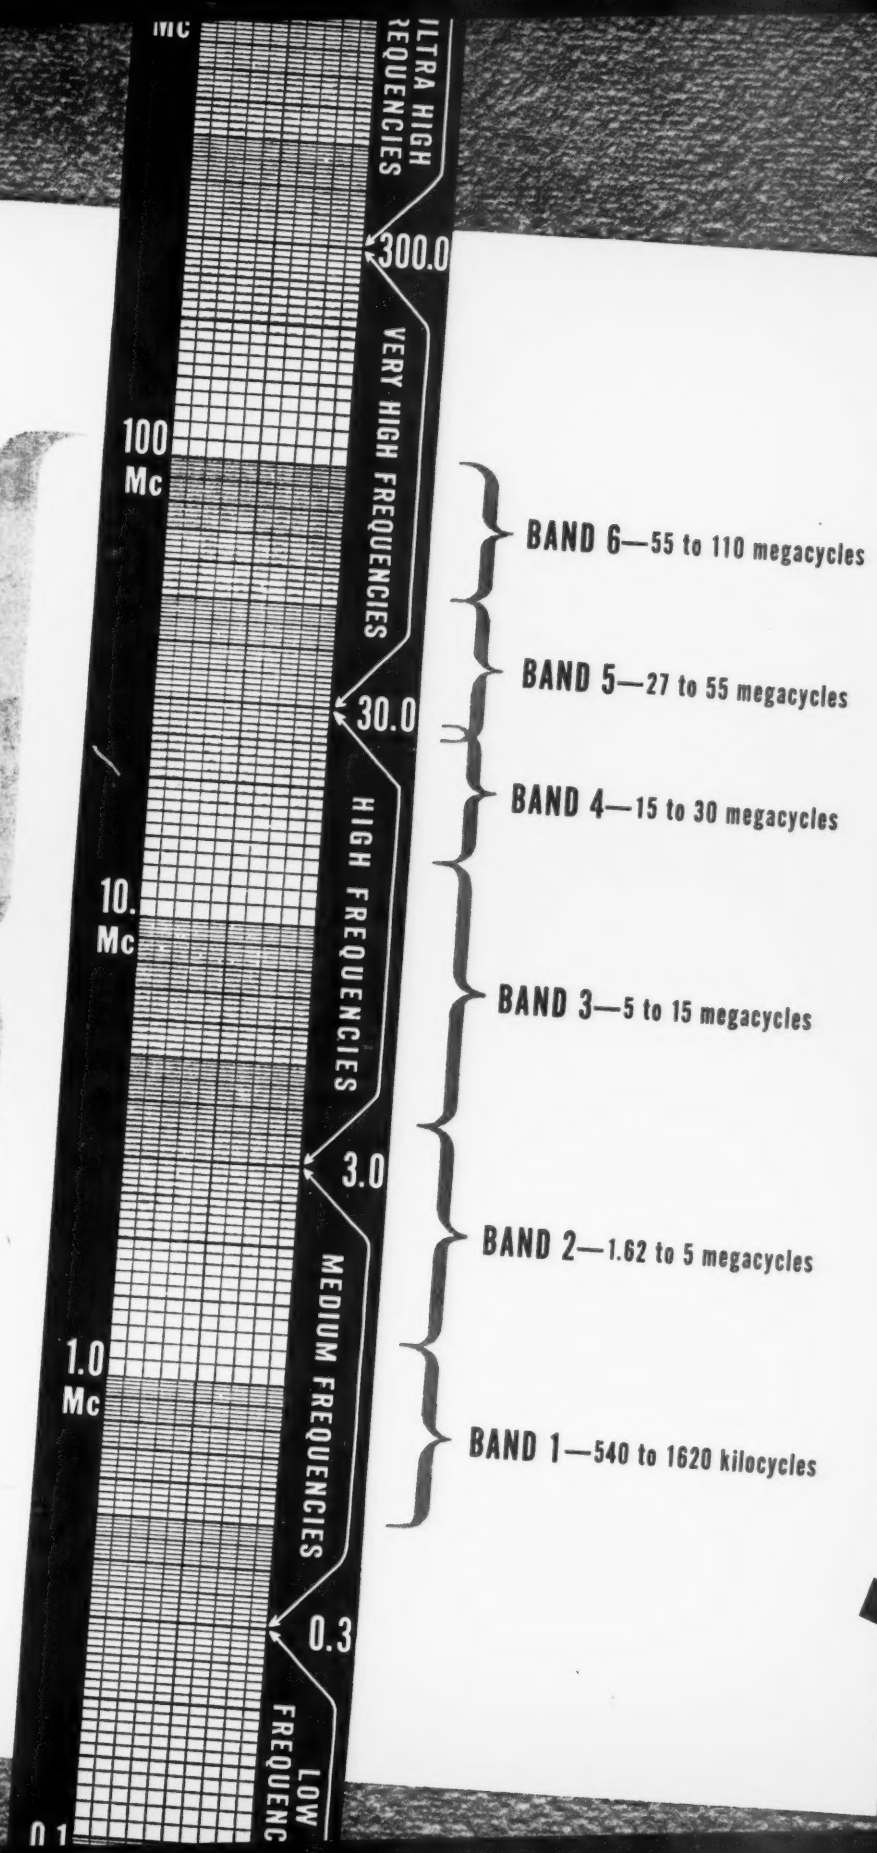 Mc
ULTRA HIGH
FREQUENCIES
300.0
VERY HIGH FREQUENCIES
100
Mc
BAND 6—55 to 110 megacycles
BAND 5—27 to 55 megacycles
30.0
BAND 4—15 to 30 megacycles
HIGH FREQUENCIES
10.
Mc
BAND 3—5 to 15 megacycles
3.0
BAND 2—1.62 to 5 megacycles
MEDIUM FREQUENCIES
1.0
Mc
BAND 1—540 to 1620 kilocycles
0.3
LOW
FREQUENC
0.1